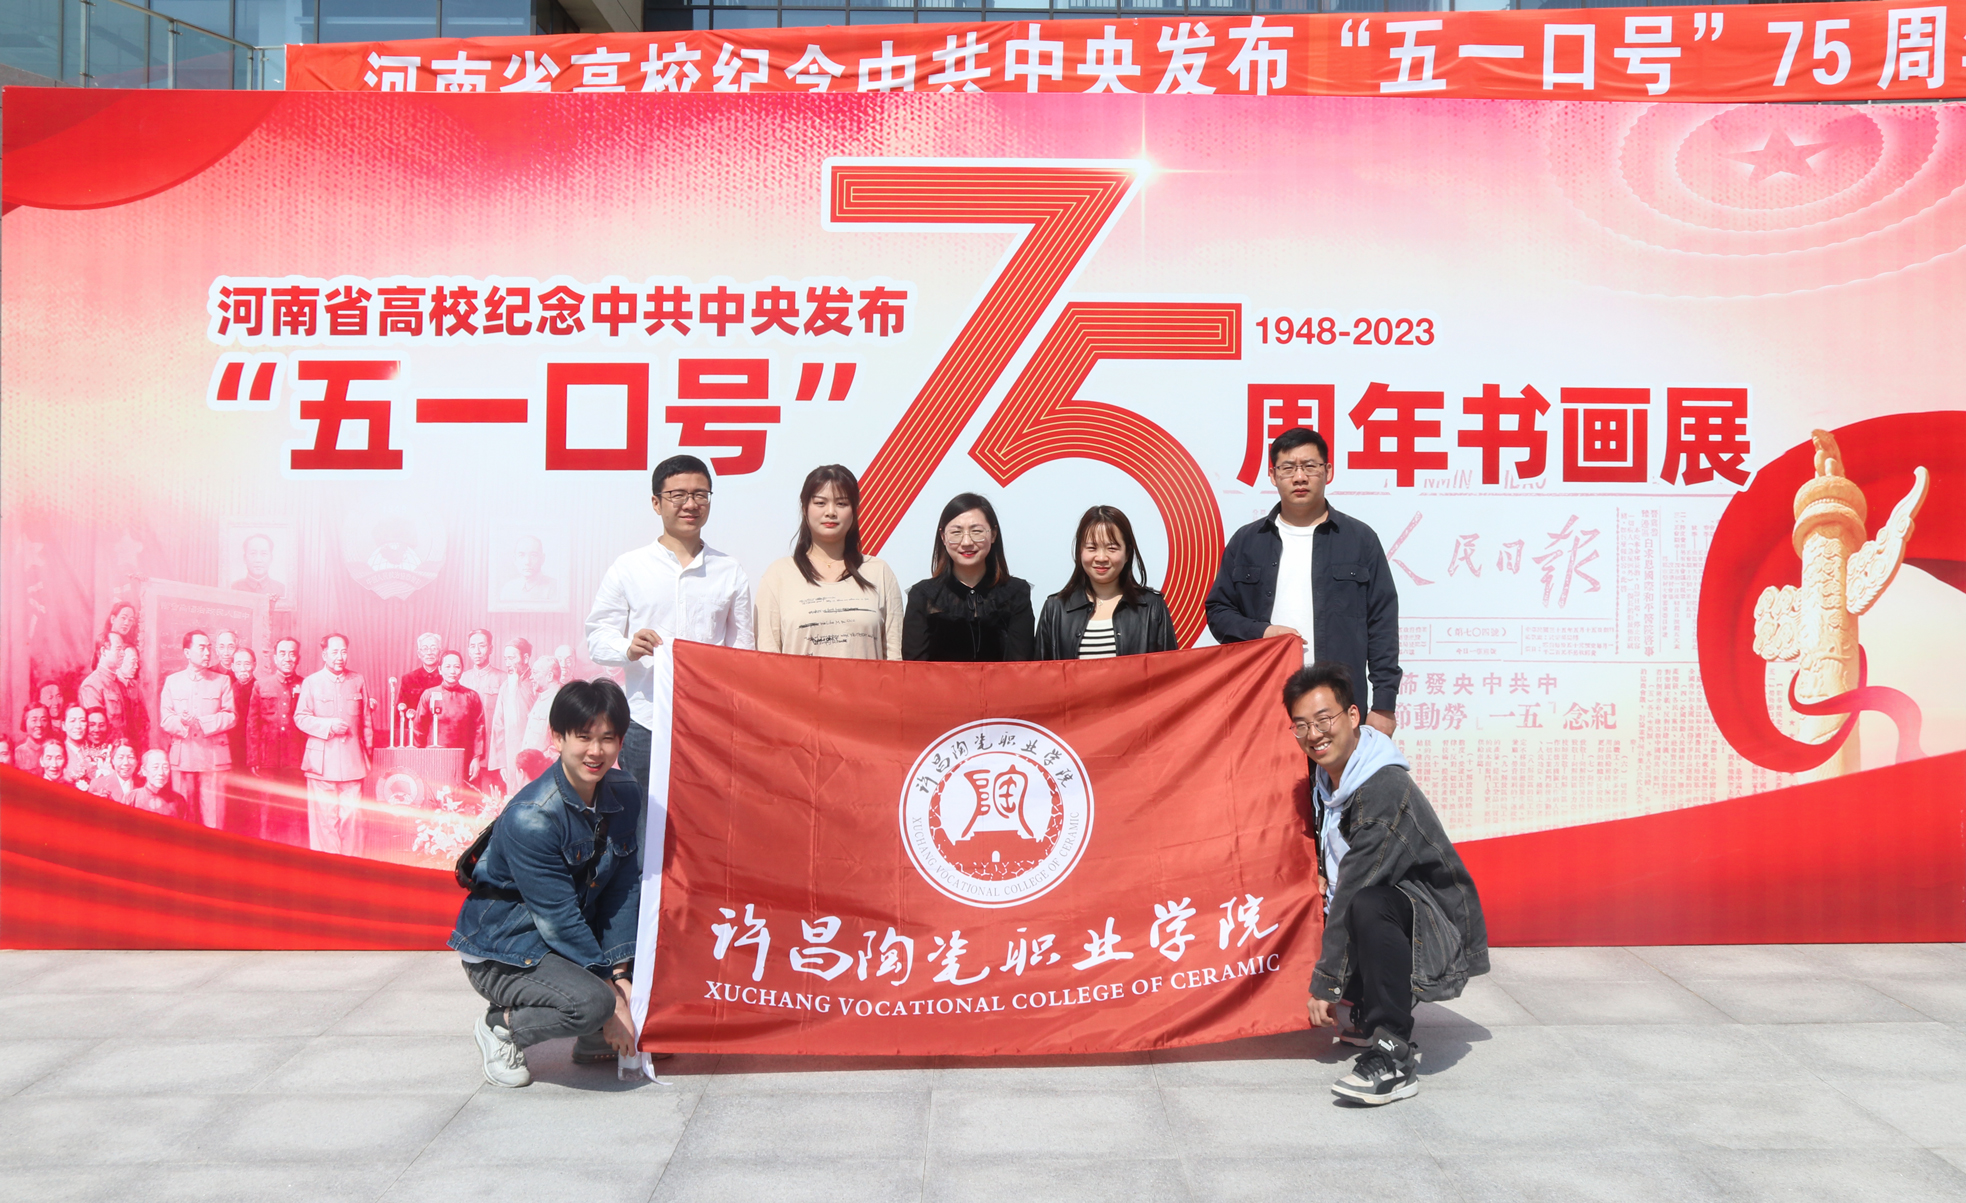 河南省高校纪念中共中央发布“五一口号”75周
河南省高校纪念中共中央发布
“五一口号”
75
1948-2023
周年书画展
人民日报
佈發央中共中
節動勞「一五」念紀
许昌陶瓷职业学院
XUCHANG VOCATIONAL COLLEGE OF CERAMIC
陶
许昌陶瓷职业学院
XUCHANG VOCATIONAL COLLEGE OF CERAMIC